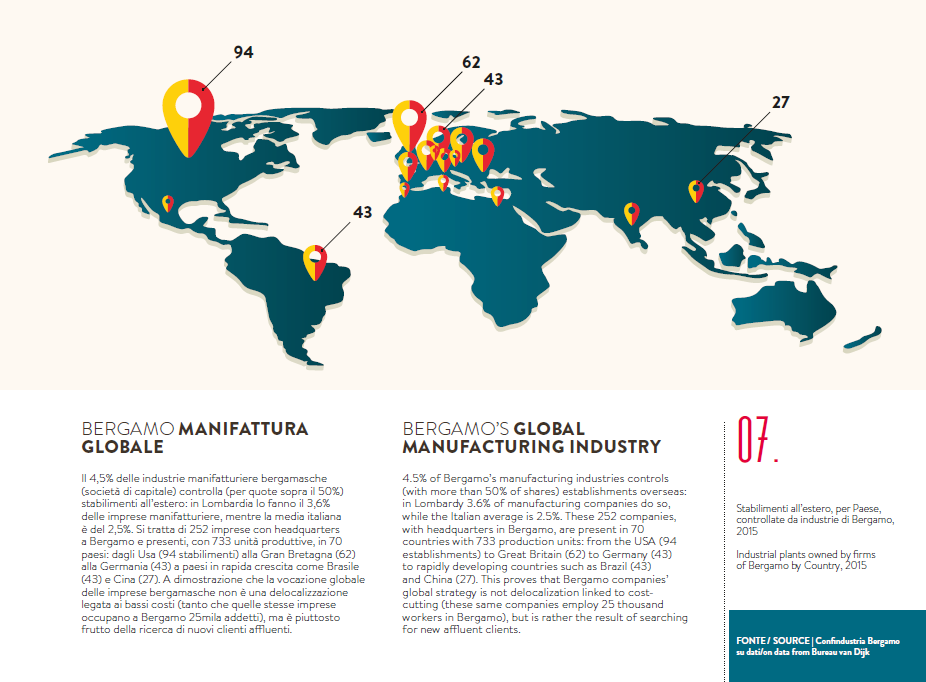 94
62
43
27
43
BERGAMO MANIFATTURA
GLOBALE
Il 4,5% delle industrie manifatturiere bergamasche
(società di capitale) controlla (per quote sopra il 50%)
stabilimenti all'estero: in Lombardia lo fanno il 3,6%
delle imprese manifatturiere, mentre la media italiana
è del 2,5%. Si tratta di 252 imprese con headquarters
a Bergamo e presenti, con 733 unità produttive, in 70
paesi: dagli Usa (94 stabilimenti) alla Gran Bretagna (62)
alla Germania (43) a paesi in rapida crescita come Brasile
(43) e Cina (27). A dimostrazione che la vocazione globale
delle imprese bergamasche non è una delocalizzazione
legata ai bassi costi (tanto che quelle stesse imprese
occupano a Bergamo 25mila addetti), ma è piuttosto
frutto della ricerca di nuovi clienti affluenti.
BERGAMO'S GLOBAL
MANUFACTURING INDUSTRY
4.5% of Bergamo's manufacturing industries controls
(with more than 50% of shares) establishments overseas:
in Lombardy 3.6% of manufacturing companies do so,
while the Italian average is 2.5%. These 252 companies,
with headquarters in Bergamo, are present in 70
countries with 733 production units: from the USA (94
establishments) to Great Britain (62) to Germany (43)
to rapidly developing countries such as Brazil (43)
and China (27). This proves that Bergamo companies'
global strategy is not delocalization linked to cost-
cutting (these same companies employ 25 thousand
workers in Bergamo), but is rather the result of searching
for new affluent clients.
07.
Stabilimenti all'estero, per Paese,
controllate da industrie di Bergamo,
2015
Industrial plants owned by firms
of Bergamo by Country, 2015
FONTE / SOURCE | Confindustria Bergamo
su dati/on data from Bureau van Dijk